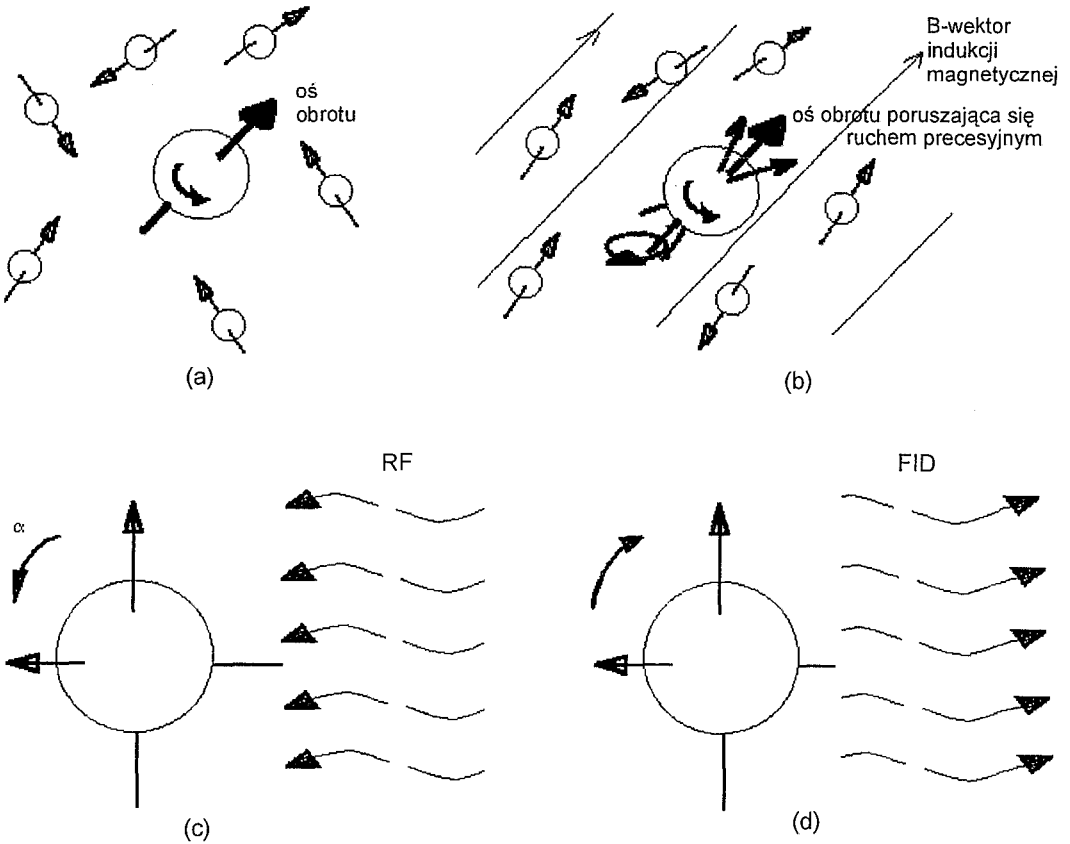 oś
obrotu
(a)
B-wektor
indukcji
magnetycznej
oś obrotu poruszająca się
ruchem precesyjnym
(b)
RF
α
(c)
FID
(d)